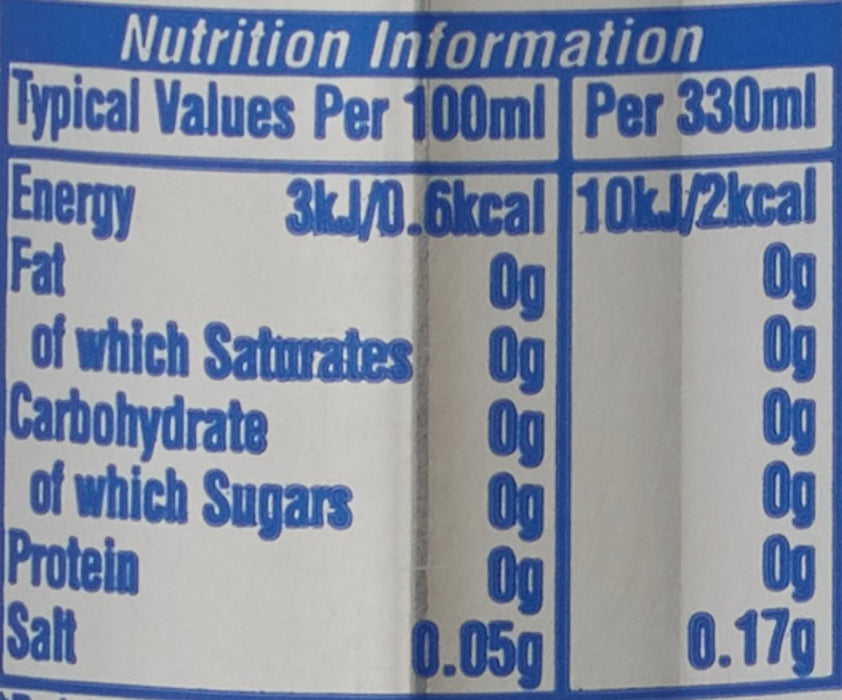 Nutrition Information
Typical Values Per 100ml Per 330ml
Energy 3kJ/0.6kcal 10kJ/2kcal
Fat 0g 0g
of which Saturates 0g 0g
Carbohydrate 0g 0g
of which Sugars 0g 0g
Protein 0g 0g
Salt 0.05g 0.17g